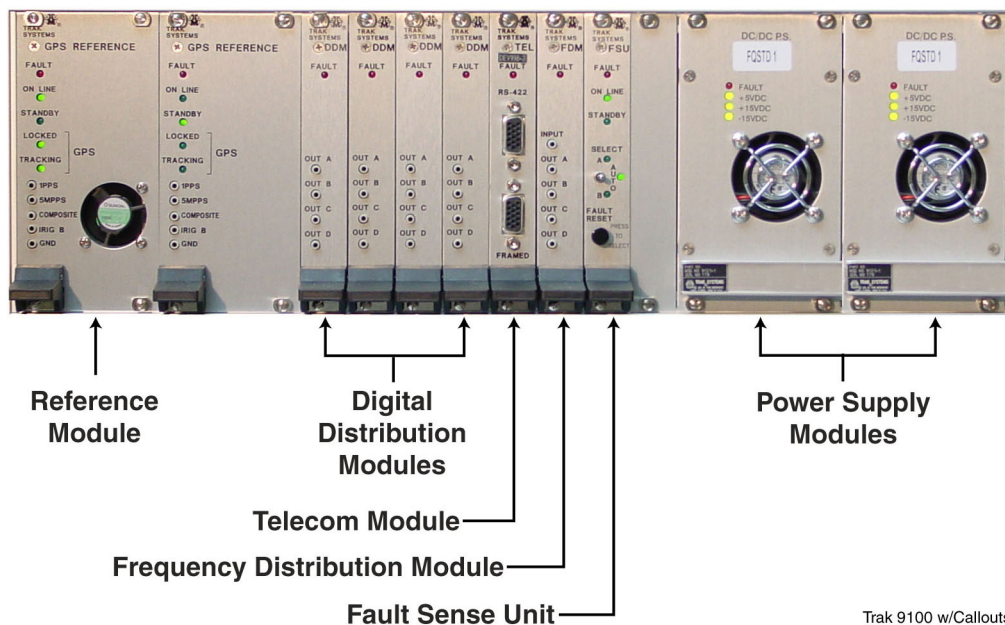 TRAK SYSTEMS
GPS REFERENCE
FAULT
ON LINE
STANDBY
LOCKED
TRACKING
GPS
1PPS
5MPPS
COMPOSITE
IRIG B
GND
TRAK SYSTEMS
GPS REFERENCE
FAULT
ON LINE
STANDBY
LOCKED
TRACKING
GPS
1PPS
5MPPS
COMPOSITE
IRIG B
GND
TRAK SYSTEMS
DDM
FAULT
OUT A
OUT B
OUT C
OUT D
TRAK SYSTEMS
DDM
FAULT
OUT A
OUT B
OUT C
OUT D
TRAK SYSTEMS
DDM
FAULT
OUT A
OUT B
OUT C
OUT D
TRAK SYSTEMS
DDM
FAULT
OUT A
OUT B
OUT C
OUT D
TRAK SYSTEMS
TEL
FAULT
RS-422
FRAMED
TRAK SYSTEMS
FDM
FAULT
INPUT
OUT A
OUT B
OUT C
OUT D
TRAK SYSTEMS
FSU
FAULT
ON LINE
STANDBY
SELECT
A
AUTO
B
FAULT
RESET
PRESS
TO
SELECT
DC/DC P.S.
FQSTD 1
FAULT
+5VDC
+15VDC
-15VDC
TRAK SYSTEMS
DC/DC P.S.
FQSTD 1
FAULT
+5VDC
+15VDC
-15VDC
TRAK SYSTEMS
Reference
Module
Digital
Distribution
Modules
Power Supply
Modules
Telecom Module
Frequency Distribution Module
Fault Sense Unit
Trak 9100 w/Callouts